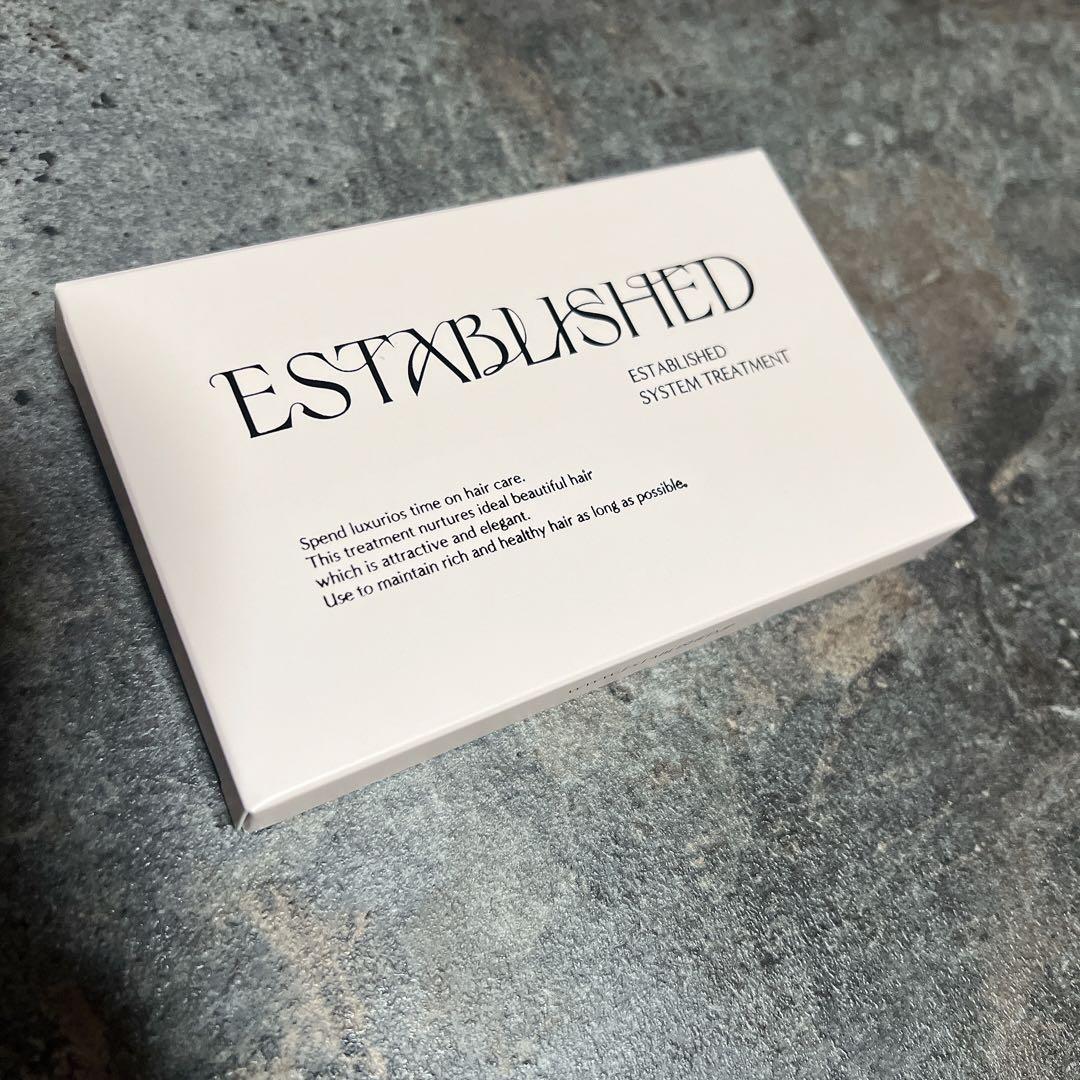 ESTABLISHED
ESTABLISHED
SYSTEM TREATMENT
Spend luxurios time on hair care.
This treatment nurtures ideal beautiful hair
which is attractive and elegant.
Use to maintain rich and healthy hair as long as possible.